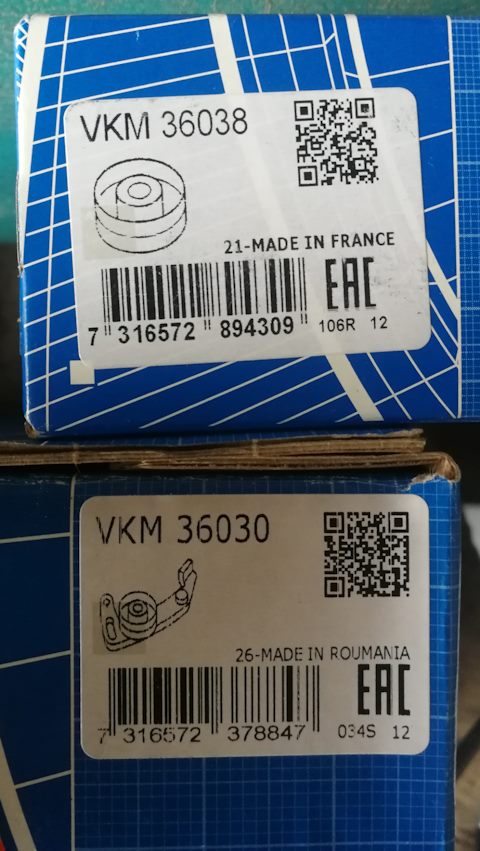 VKM 36038
21-MADE IN FRANCE
EAC
7 316572 894309
106R 12
VKM 36030
26-MADE IN ROUMANIA
EAC
7 316572 378847
034S 12